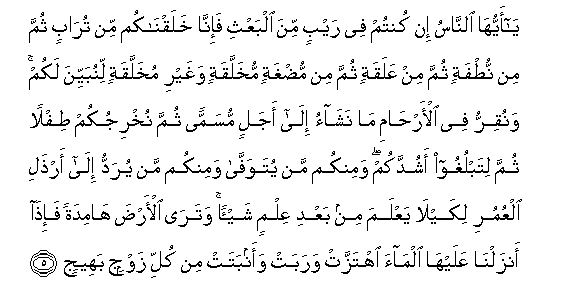 يَـٰٓأَيُّهَا ٱلنَّاسُ إِن كُنتُمْ فِى رَيْبٍ مِّنَ ٱلْبَعْثِ فَإِنَّا خَلَقْنَـٰكُم مِّن تُرَابٍ ثُمَّ
مِن نُّطْفَةٍ ثُمَّ مِنْ عَلَقَةٍ ثُمَّ مِن مُّضْغَةٍ مُّخَلَّقَةٍ وَغَيْرِ مُخَلَّقَةٍ لِّنُبَيِّنَ لَكُمْ ۚ
وَنُقِرُّ فِى ٱلْأَرْحَامِ مَا نَشَآءُ إِلَىٰٓ أَجَلٍ مُّسَمًّى ثُمَّ نُخْرِجُكُمْ طِفْلًا
ثُمَّ لِتَبْلُغُوٓا۟ أَشُدَّكُمْ ۖ وَمِنكُم مَّن يُتَوَفَّىٰ وَمِنكُم مَّن يُرَدُّ إِلَىٰٓ أَرْذَلِ
ٱلْعُمُرِ لِكَيْلَا يَعْلَمَ مِنۢ بَعْدِ عِلْمٍ شَيْـًٔا ۚ وَتَرَى ٱلْأَرْضَ هَامِدَةً فَإِذَآ
أَنزَلْنَا عَلَيْهَا ٱلْمَآءَ ٱهْتَزَّتْ وَرَبَتْ وَأَنۢبَتَتْ مِن كُلِّ زَوْجٍۭ بَهِيجٍ ۝٥